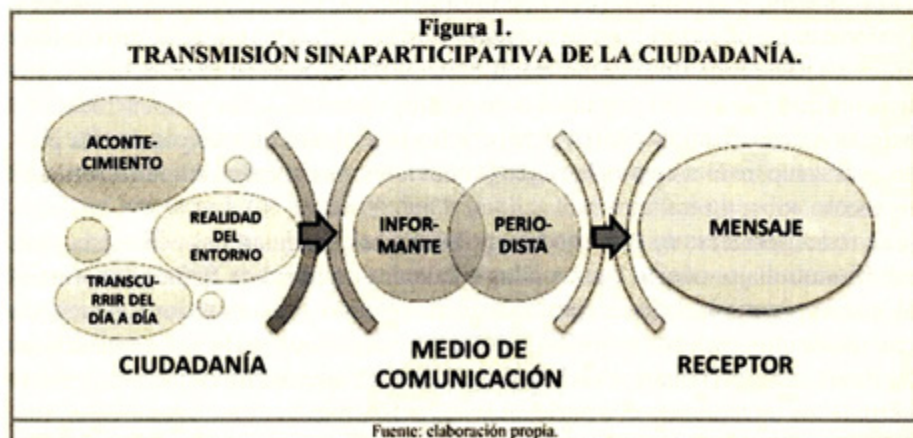 Figura 1.
TRANSMISIÓN SINAPARTICIPATIVA DE LA CIUDADANÍA.
ACONTE-
CIMIENTO
REALIDAD
DEL
ENTORNO
TRANSCU-
RRIR DEL
DÍA A DÍA
CIUDADANÍA
INFOR-
MANTE
PERIO-
DISTA
MEDIO DE
COMUNICACIÓN
MENSAJE
RECEPTOR
Fuente: elaboración propia.